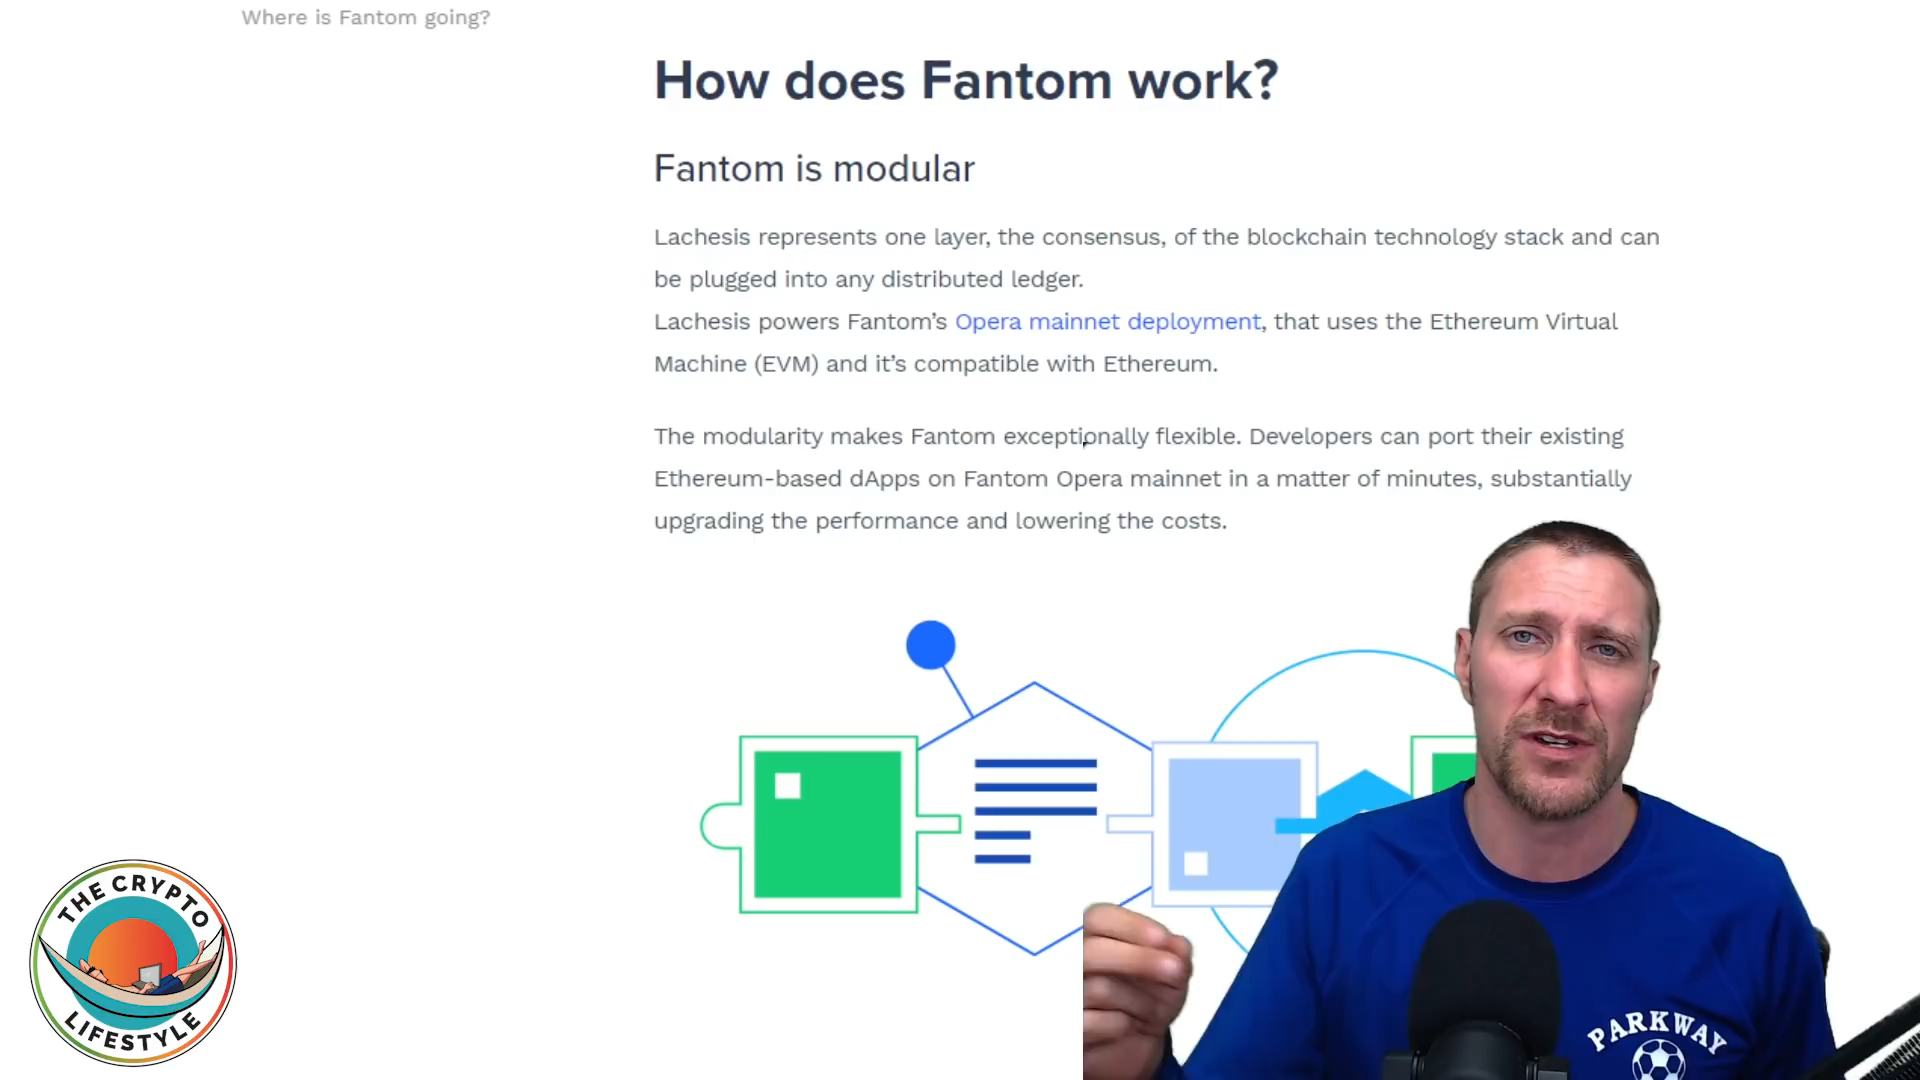 Where is Fantom going?
How does Fantom work?
Fantom is modular
Lachesis represents one layer, the consensus, of the blockchain technology stack and can
be plugged into any distributed ledger.
Lachesis powers Fantom’s Opera mainnet deployment, that uses the Ethereum Virtual
Machine (EVM) and it’s compatible with Ethereum.
The modularity makes Fantom exceptionally flexible. Developers can port their existing
Ethereum-based dApps on Fantom Opera mainnet in a matter of minutes, substantially
upgrading the performance and lowering the costs.
THE CRYPTO
LIFESTYLE
PARKWAY